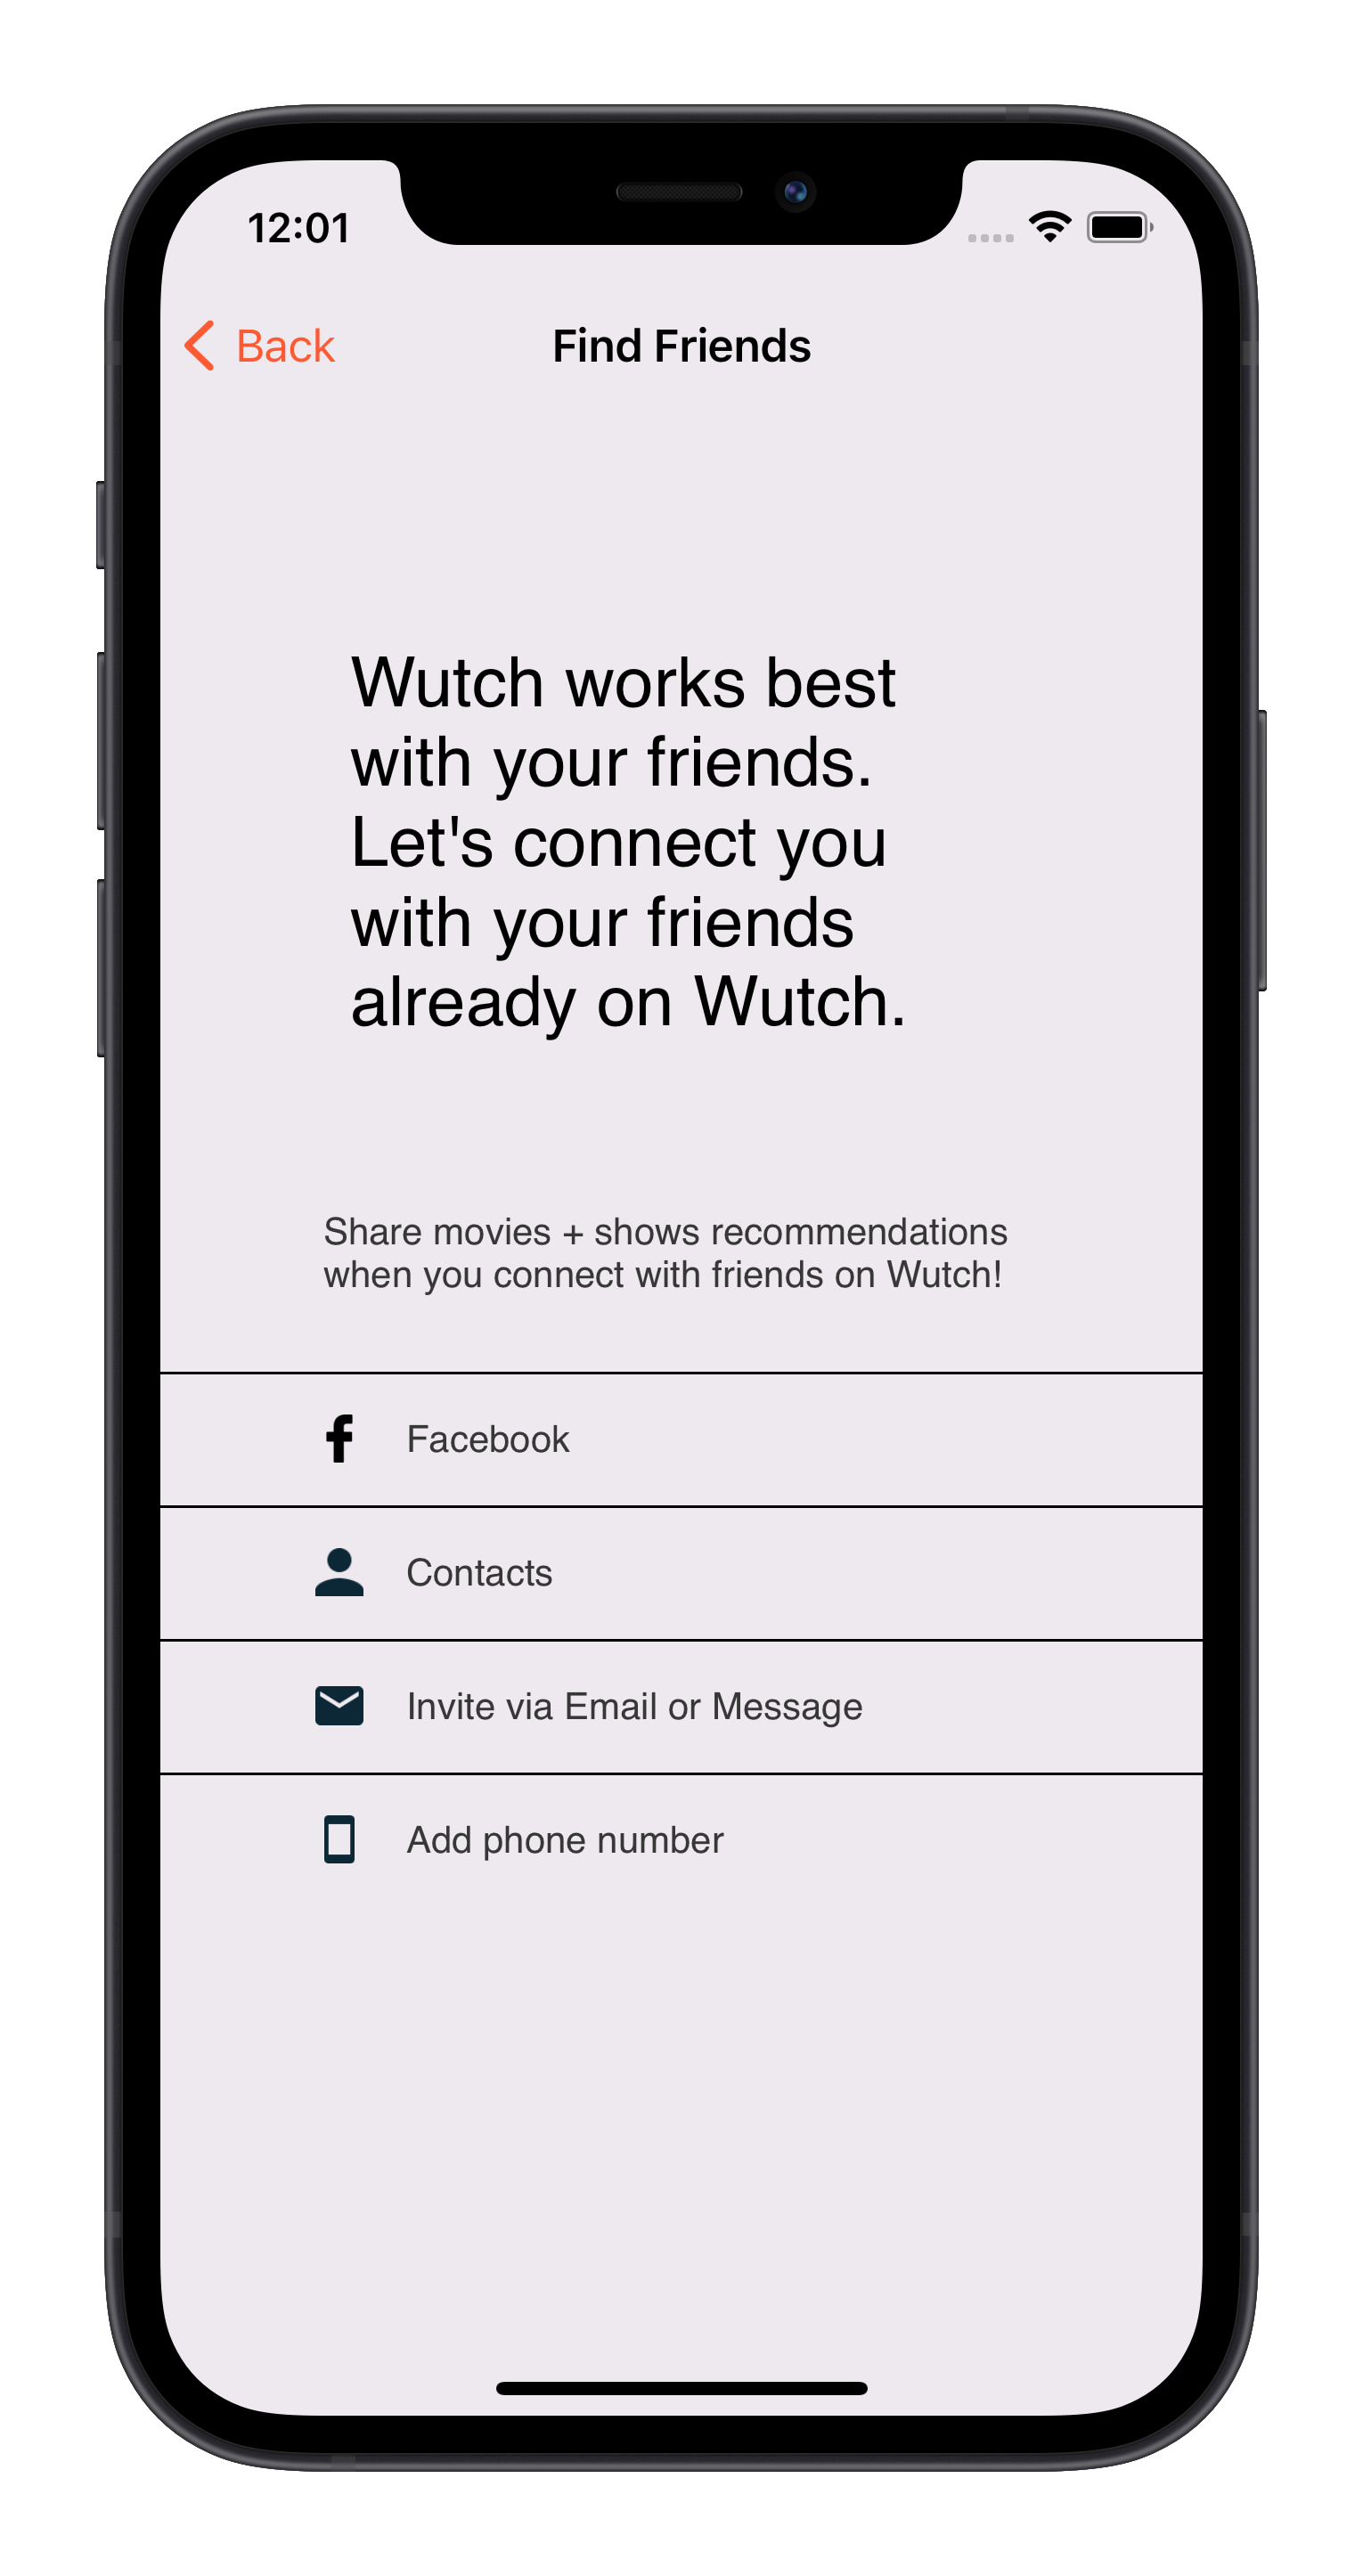 12:01
Back
Find Friends
Wutch works best
with your friends.
Let's connect you
with your friends
already on Wutch.
Share movies + shows recommendations
when you connect with friends on Wutch!
Facebook
Contacts
Invite via Email or Message
Add phone number